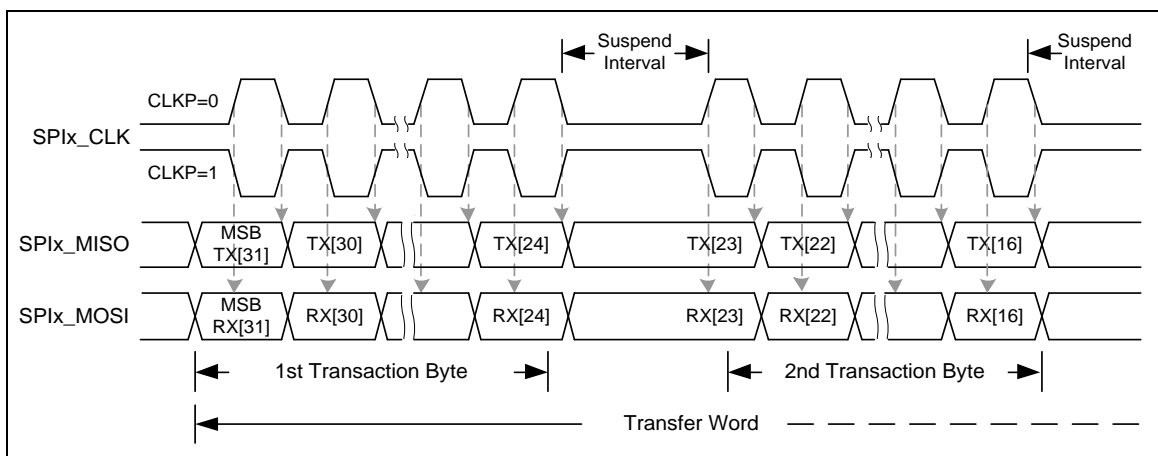 Suspend
Interval
Suspend
Interval
CLKP=0
SPIx_CLK
CLKP=1
SPIx_MISO
MSB
TX[31]
TX[30]
TX[24]
TX[23]
TX[22]
TX[16]
SPIx_MOSI
MSB
RX[31]
RX[30]
RX[24]
RX[23]
RX[22]
RX[16]
1st Transaction Byte
2nd Transaction Byte
Transfer Word